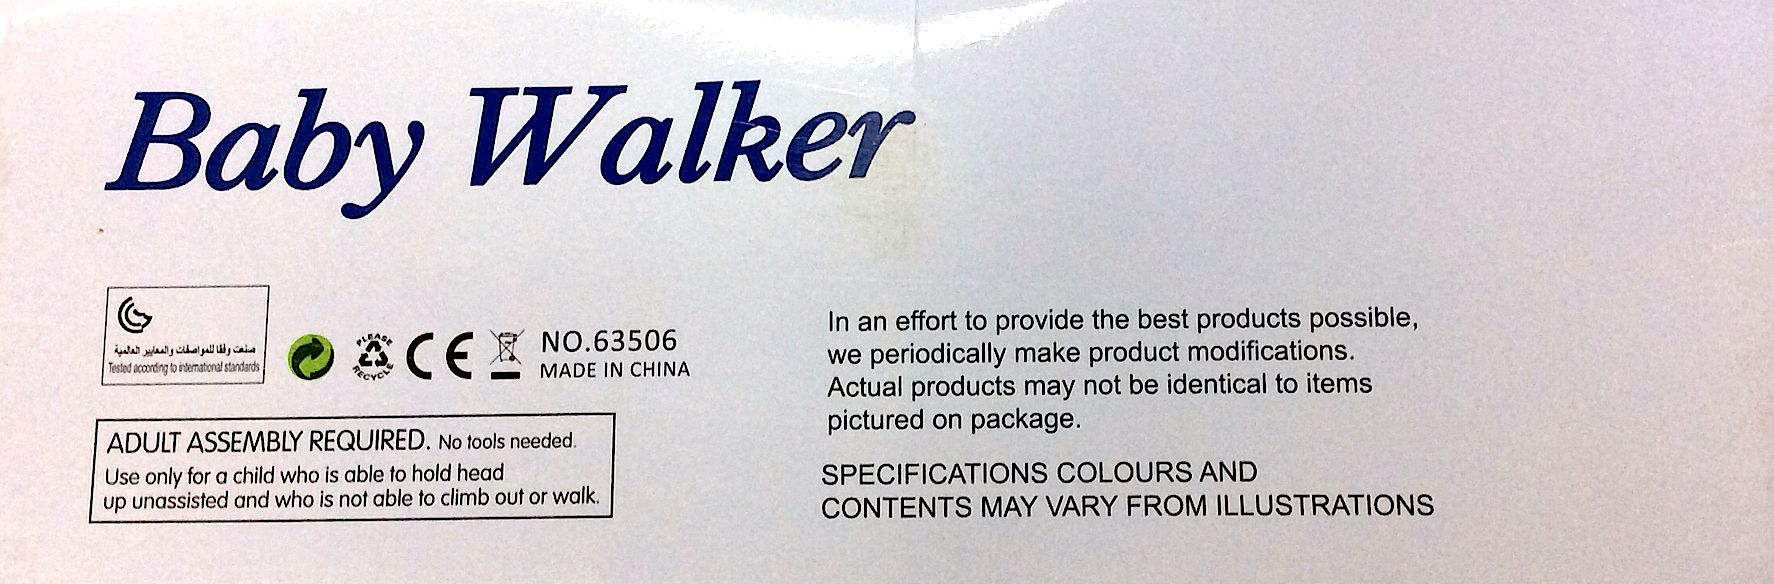 Baby Walker
صنعت وفقا للمواصفات والمعايير العالمية
Tested according to international standards
PLEASE
RECYCLE
CE
NO.63506
MADE IN CHINA
ADULT ASSEMBLY REQUIRED. No tools needed.
Use only for a child who is able to hold head
up unassisted and who is not able to climb out or walk.
In an effort to provide the best products possible,
we periodically make product modifications.
Actual products may not be identical to items
pictured on package.
SPECIFICATIONS COLOURS AND
CONTENTS MAY VARY FROM ILLUSTRATIONS